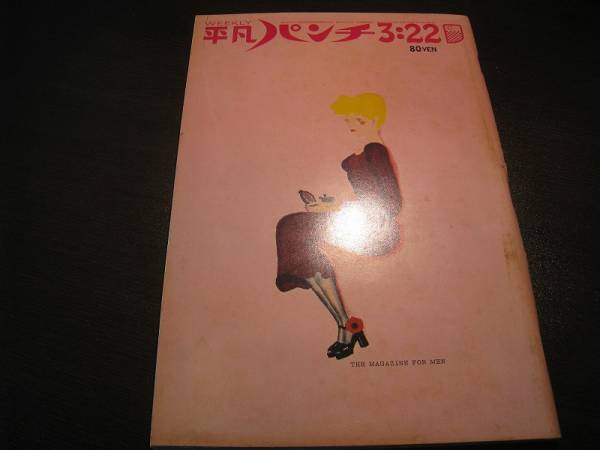 WEEKLY
平凡パンチ 3:22
80YEN
THE MAGAZINE FOR MEN